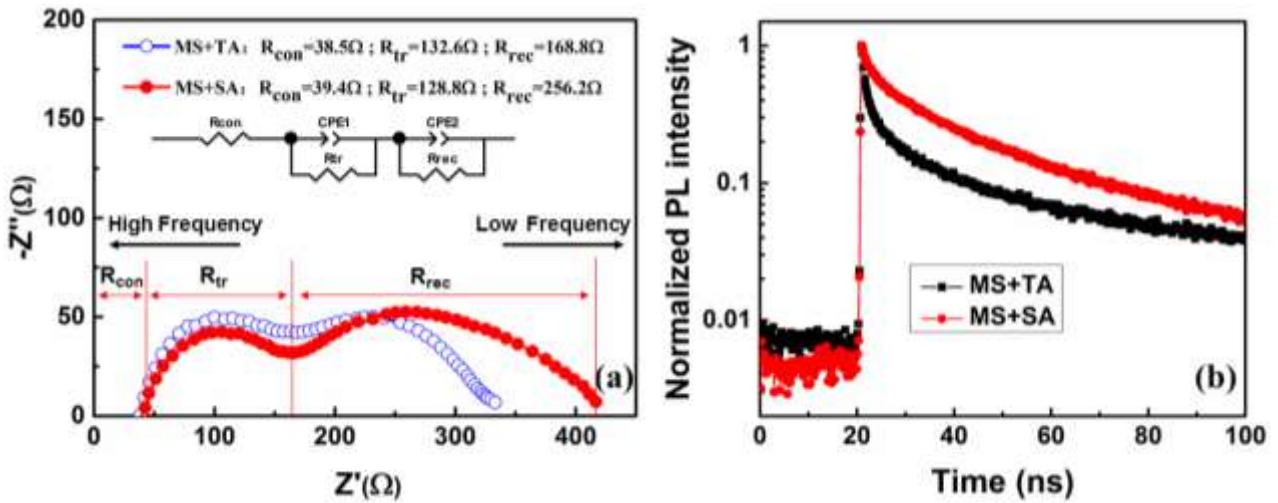 200
150
100
50
0
-Z''(Ω)
MS+TA: Rcon=38.5Ω ; Rtr=132.6Ω ; Rrec=168.8Ω
MS+SA: Rcon=39.4Ω ; Rtr=128.8Ω ; Rrec=256.2Ω
Rcon
CPE1
CPE2
Rtr
Rrec
High Frequency
Low Frequency
Rcon
Rtr
Rrec
(a)
0
100
200
300
400
Z'(Ω)
1
0.1
0.01
Normalized PL intensity
MS+TA
MS+SA
(b)
0
20
40
60
80
100
Time (ns)